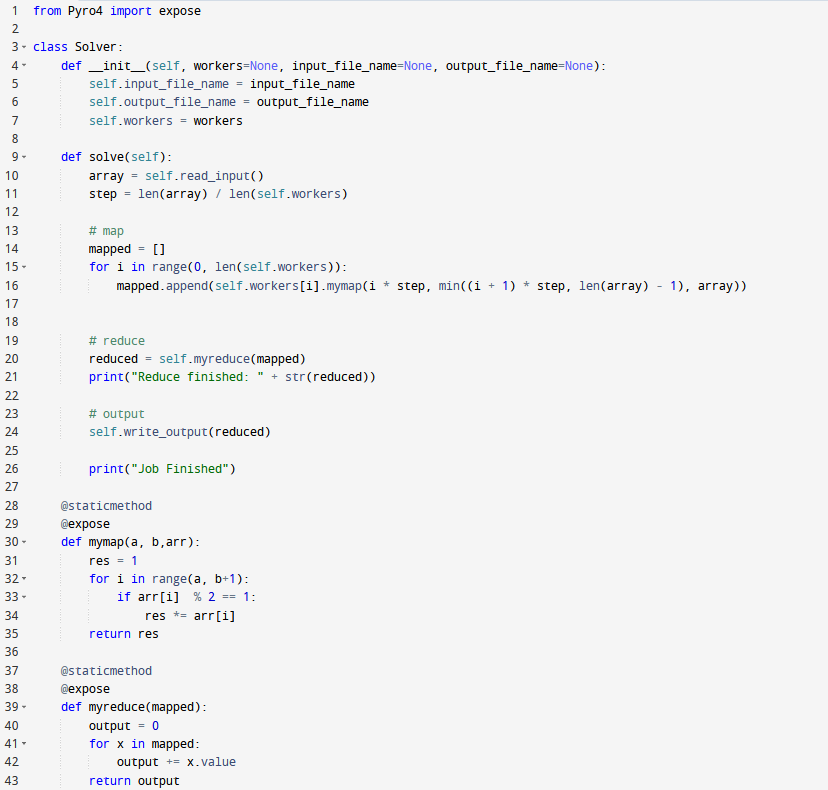 1 from Pyro4 import expose
2
3 class Solver:
4     def __init__(self, workers=None, input_file_name=None, output_file_name=None):
5         self.input_file_name = input_file_name
6         self.output_file_name = output_file_name
7         self.workers = workers
8
9     def solve(self):
10         array = self.read_input()
11         step = len(array) / len(self.workers)
12
13         # map
14         mapped = []
15         for i in range(0, len(self.workers)):
16             mapped.append(self.workers[i].mymap(i * step, min((i + 1) * step, len(array) - 1), array))
17
18
19         # reduce
20         reduced = self.myreduce(mapped)
21         print("Reduce finished: " + str(reduced))
22
23         # output
24         self.write_output(reduced)
25
26         print("Job Finished")
27
28     @staticmethod
29     @expose
30     def mymap(a, b,arr):
31         res = 1
32         for i in range(a, b+1):
33             if arr[i]  % 2 == 1:
34                 res *= arr[i]
35         return res
36
37     @staticmethod
38     @expose
39     def myreduce(mapped):
40         output = 0
41         for x in mapped:
42             output += x.value
43         return output